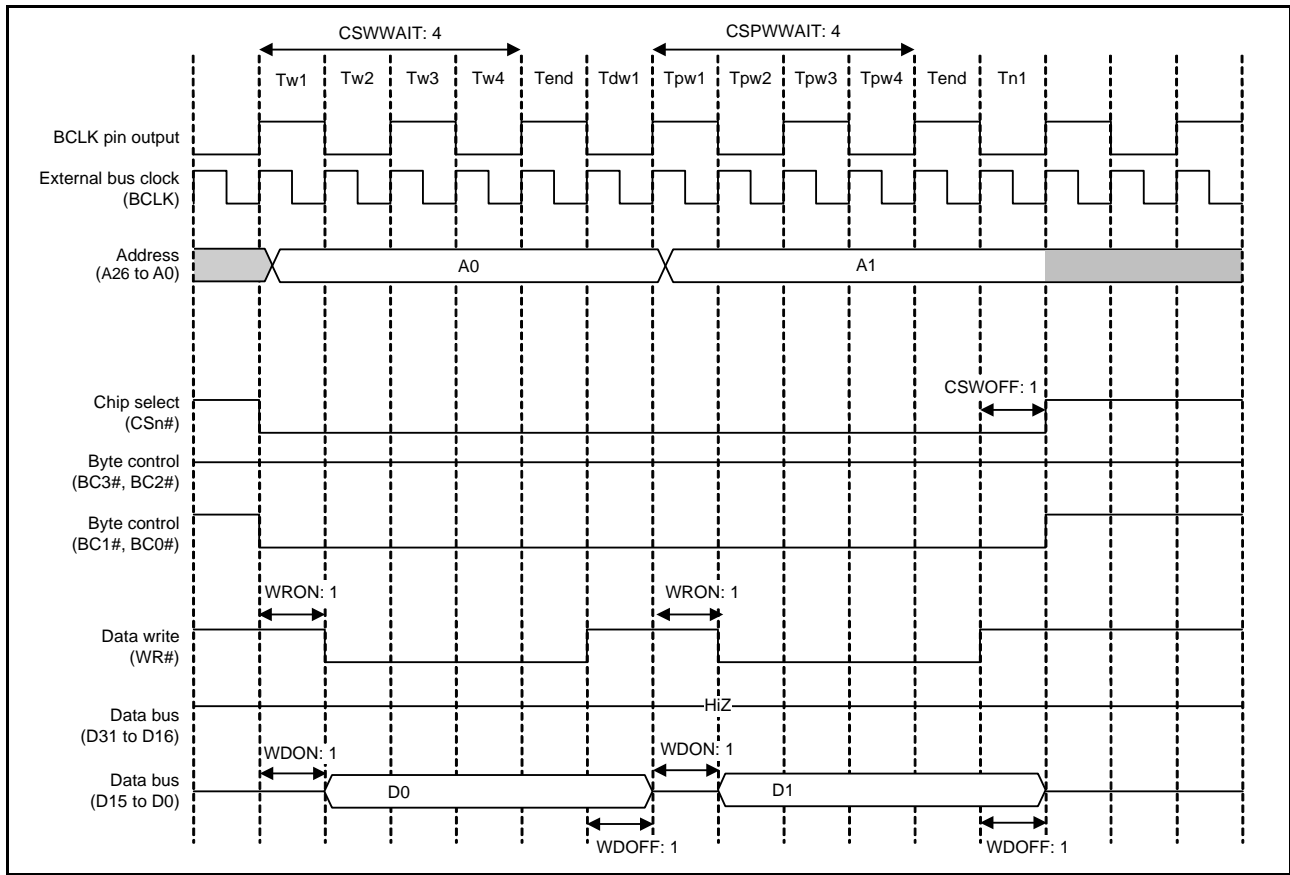 CSWWAIT: 4 CSPWWAIT: 4
Tw1 Tw2 Tw3 Tw4 Tend Tdw1 Tpw1 Tpw2 Tpw3 Tpw4 Tend Tn1
BCLK pin output
External bus clock
(BCLK)
Address
(A26 to A0)
A0 A1
CSWOFF: 1
Chip select
(CSn#)
Byte control
(BC3#, BC2#)
Byte control
(BC1#, BC0#)
WRON: 1 WRON: 1
Data write
(WR#)
HiZ
Data bus
(D31 to D16)
WDON: 1 WDON: 1
Data bus
(D15 to D0)
D0 D1
WDOFF: 1 WDOFF: 1